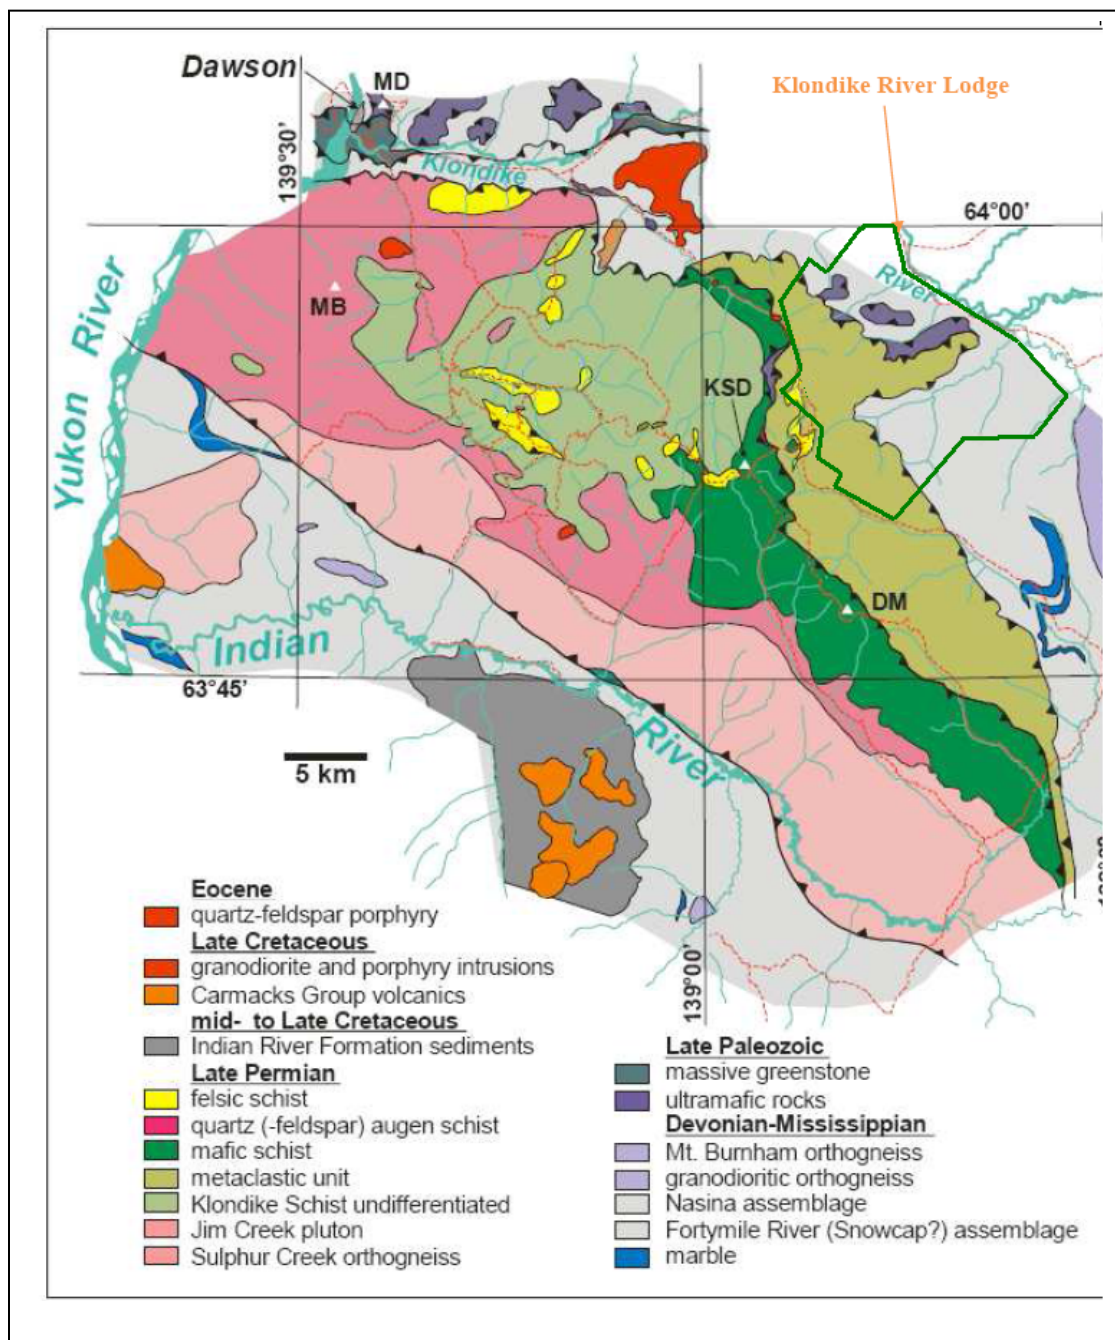 Dawson
MD
Klondike River Lodge
139°30'
Klondike
64°00'
River
MB
KSD
Yukon River
DM
Indian
River
63°45'
5 km
139°00'
Eocene
quartz-feldspar porphyry
Late Cretaceous
granodiorite and porphyry intrusions
Carmacks Group volcanics
mid- to Late Cretaceous
Indian River Formation sediments
Late Permian
felsic schist
quartz (-feldspar) augen schist
mafic schist
metaclastic unit
Klondike Schist undifferentiated
Jim Creek pluton
Sulphur Creek orthogneiss
Late Paleozoic
massive greenstone
ultramafic rocks
Devonian-Mississippian
Mt. Burnham orthogneiss
granodioritic orthogneiss
Nasina assemblage
Fortymile River (Snowcap?) assemblage
marble